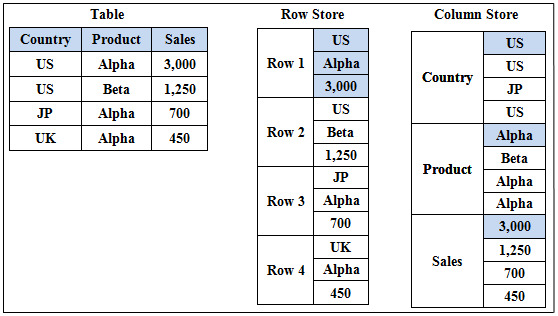 Table
Country Product Sales
US Alpha 3,000
US Beta 1,250
JP Alpha 700
UK Alpha 450
Row Store
Row 1
US
Alpha
3,000
Row 2
US
Beta
1,250
Row 3
JP
Alpha
700
Row 4
UK
Alpha
450
Column Store
Country
US
US
JP
US
Product
Alpha
Beta
Alpha
Alpha
Sales
3,000
1,250
700
450